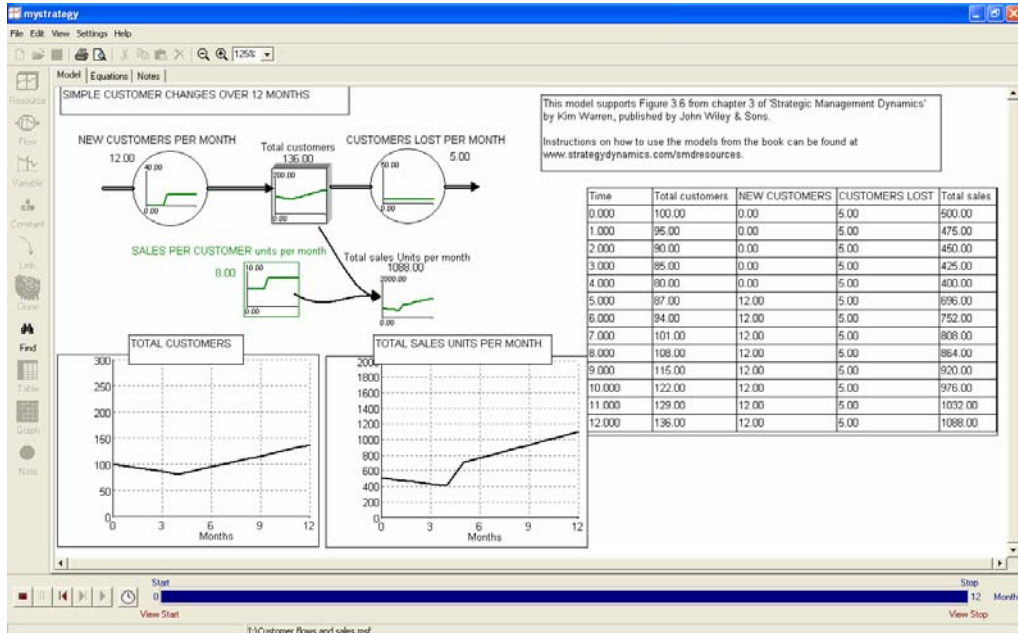 mystrategy
File Edit View Settings Help
125%
Model Equations Notes
Resource
Flow
Variable
Constant
Link
Clone
Find
Table
Graph
Note
SIMPLE CUSTOMER CHANGES OVER 12 MONTHS
This model supports Figure 3.6 from chapter 3 of 'Strategic Management Dynamics'
by Kim Warren, published by John Wiley & Sons.
Instructions on how to use the models from the book can be found at
www.strategydynamics.com/smdresources.
NEW CUSTOMERS PER MONTH
12.00
40.00
0.00
Total customers
136.00
200.00
0.00
CUSTOMERS LOST PER MONTH
5.00
50.00
0.00
SALES PER CUSTOMER units per month
8.00
10.00
0.00
Total sales Units per month
1088.00
2000.00
0.00
Time Total customers NEW CUSTOMERS CUSTOMERS LOST Total sales
0.000 100.00 0.00 5.00 500.00
1.000 95.00 0.00 5.00 475.00
2.000 90.00 0.00 5.00 450.00
3.000 85.00 0.00 5.00 425.00
4.000 80.00 0.00 5.00 400.00
5.000 87.00 12.00 5.00 696.00
6.000 94.00 12.00 5.00 752.00
7.000 101.00 12.00 5.00 808.00
8.000 108.00 12.00 5.00 864.00
9.000 115.00 12.00 5.00 920.00
10.000 122.00 12.00 5.00 976.00
11.000 129.00 12.00 5.00 1032.00
12.000 136.00 12.00 5.00 1088.00
TOTAL CUSTOMERS
300
250
200
150
100
50
0
0 3 6 9 12
Months
TOTAL SALES UNITS PER MONTH
2000
1800
1600
1400
1200
1000
800
600
400
200
0
0 3 6 9 12
Months
Start
0
View Start
Stop
12 Month
View Stop
T:\Customer flows and sales.msf